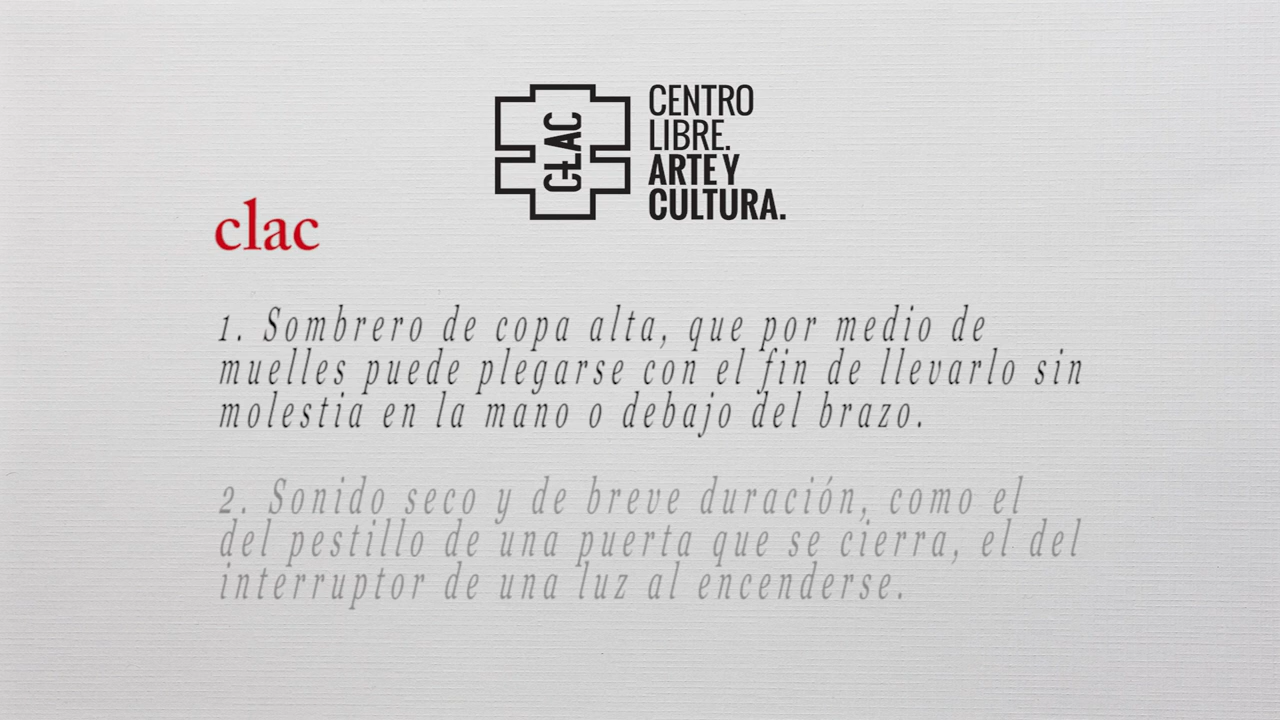 CLAC
CENTRO
LIBRE.
ARTE Y
CULTURA.
clac
1. Sombrero de copa alta, que por medio de
muelles puede plegarse con el fin de llevarlo sin
molestia en la mano o debajo del brazo.
2. Sonido seco y de breve duración, como el
del pestillo de una puerta que se cierra, el del
interruptor de una luz al encenderse.